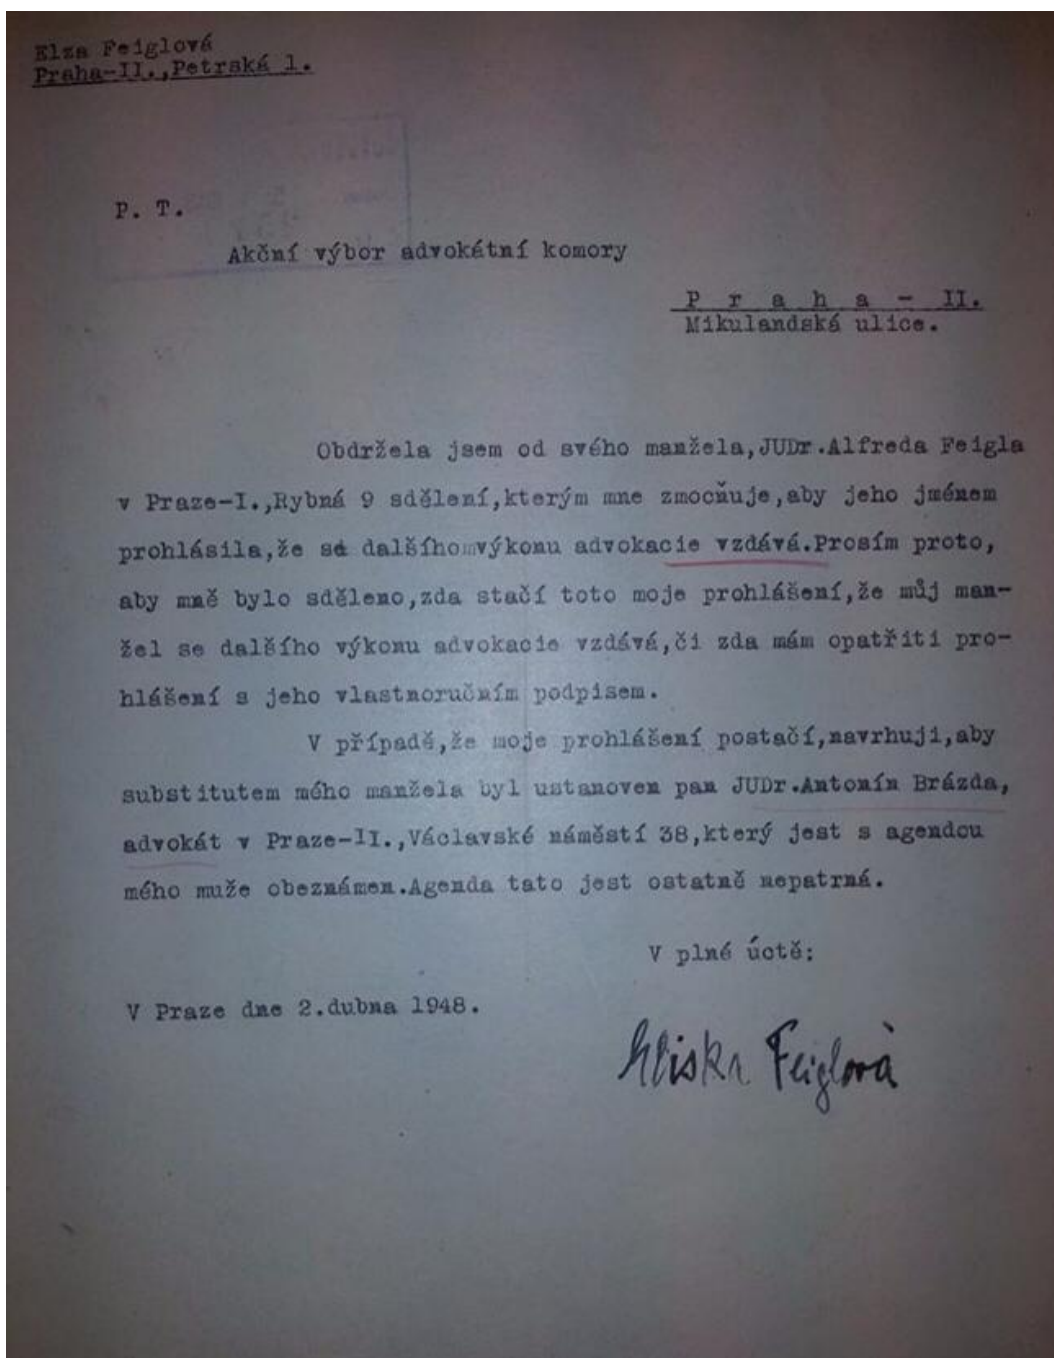 Elza Feiglová
Praha-II.,Petrská 1.
P. T.
Akční výbor advokátní komory
P r a h a - II.
Mikulandská ulice.
Obdržela jsem od svého manžela,JUDr.Alfreda Feigla
v Praze-I.,Rybná 9 sdělení,kterým mne zmocňuje,aby jeho jménem
prohlásila,že se dalšího výkonu advokacie vzdává.Prosím proto,
aby mně bylo sděleno,zda stačí toto moje prohlášení,že můj man-
žel se dalšího výkonu advokacie vzdává,či zda mám opatřiti pro-
hlášení s jeho vlastnoručním podpisem.
V případě,že moje prohlášení postačí,navrhuji,aby
substitutem mého manžela byl ustanoven pan JUDr.Antonín Brázda,
advokát v Praze-II.,Václavské náměstí 38,který jest s agendou
mého muže obeznámen.Agenda tato jest ostatně nepatrná.
V plné úctě:
V Praze dne 2.dubna 1948.
Eliska Feiglová